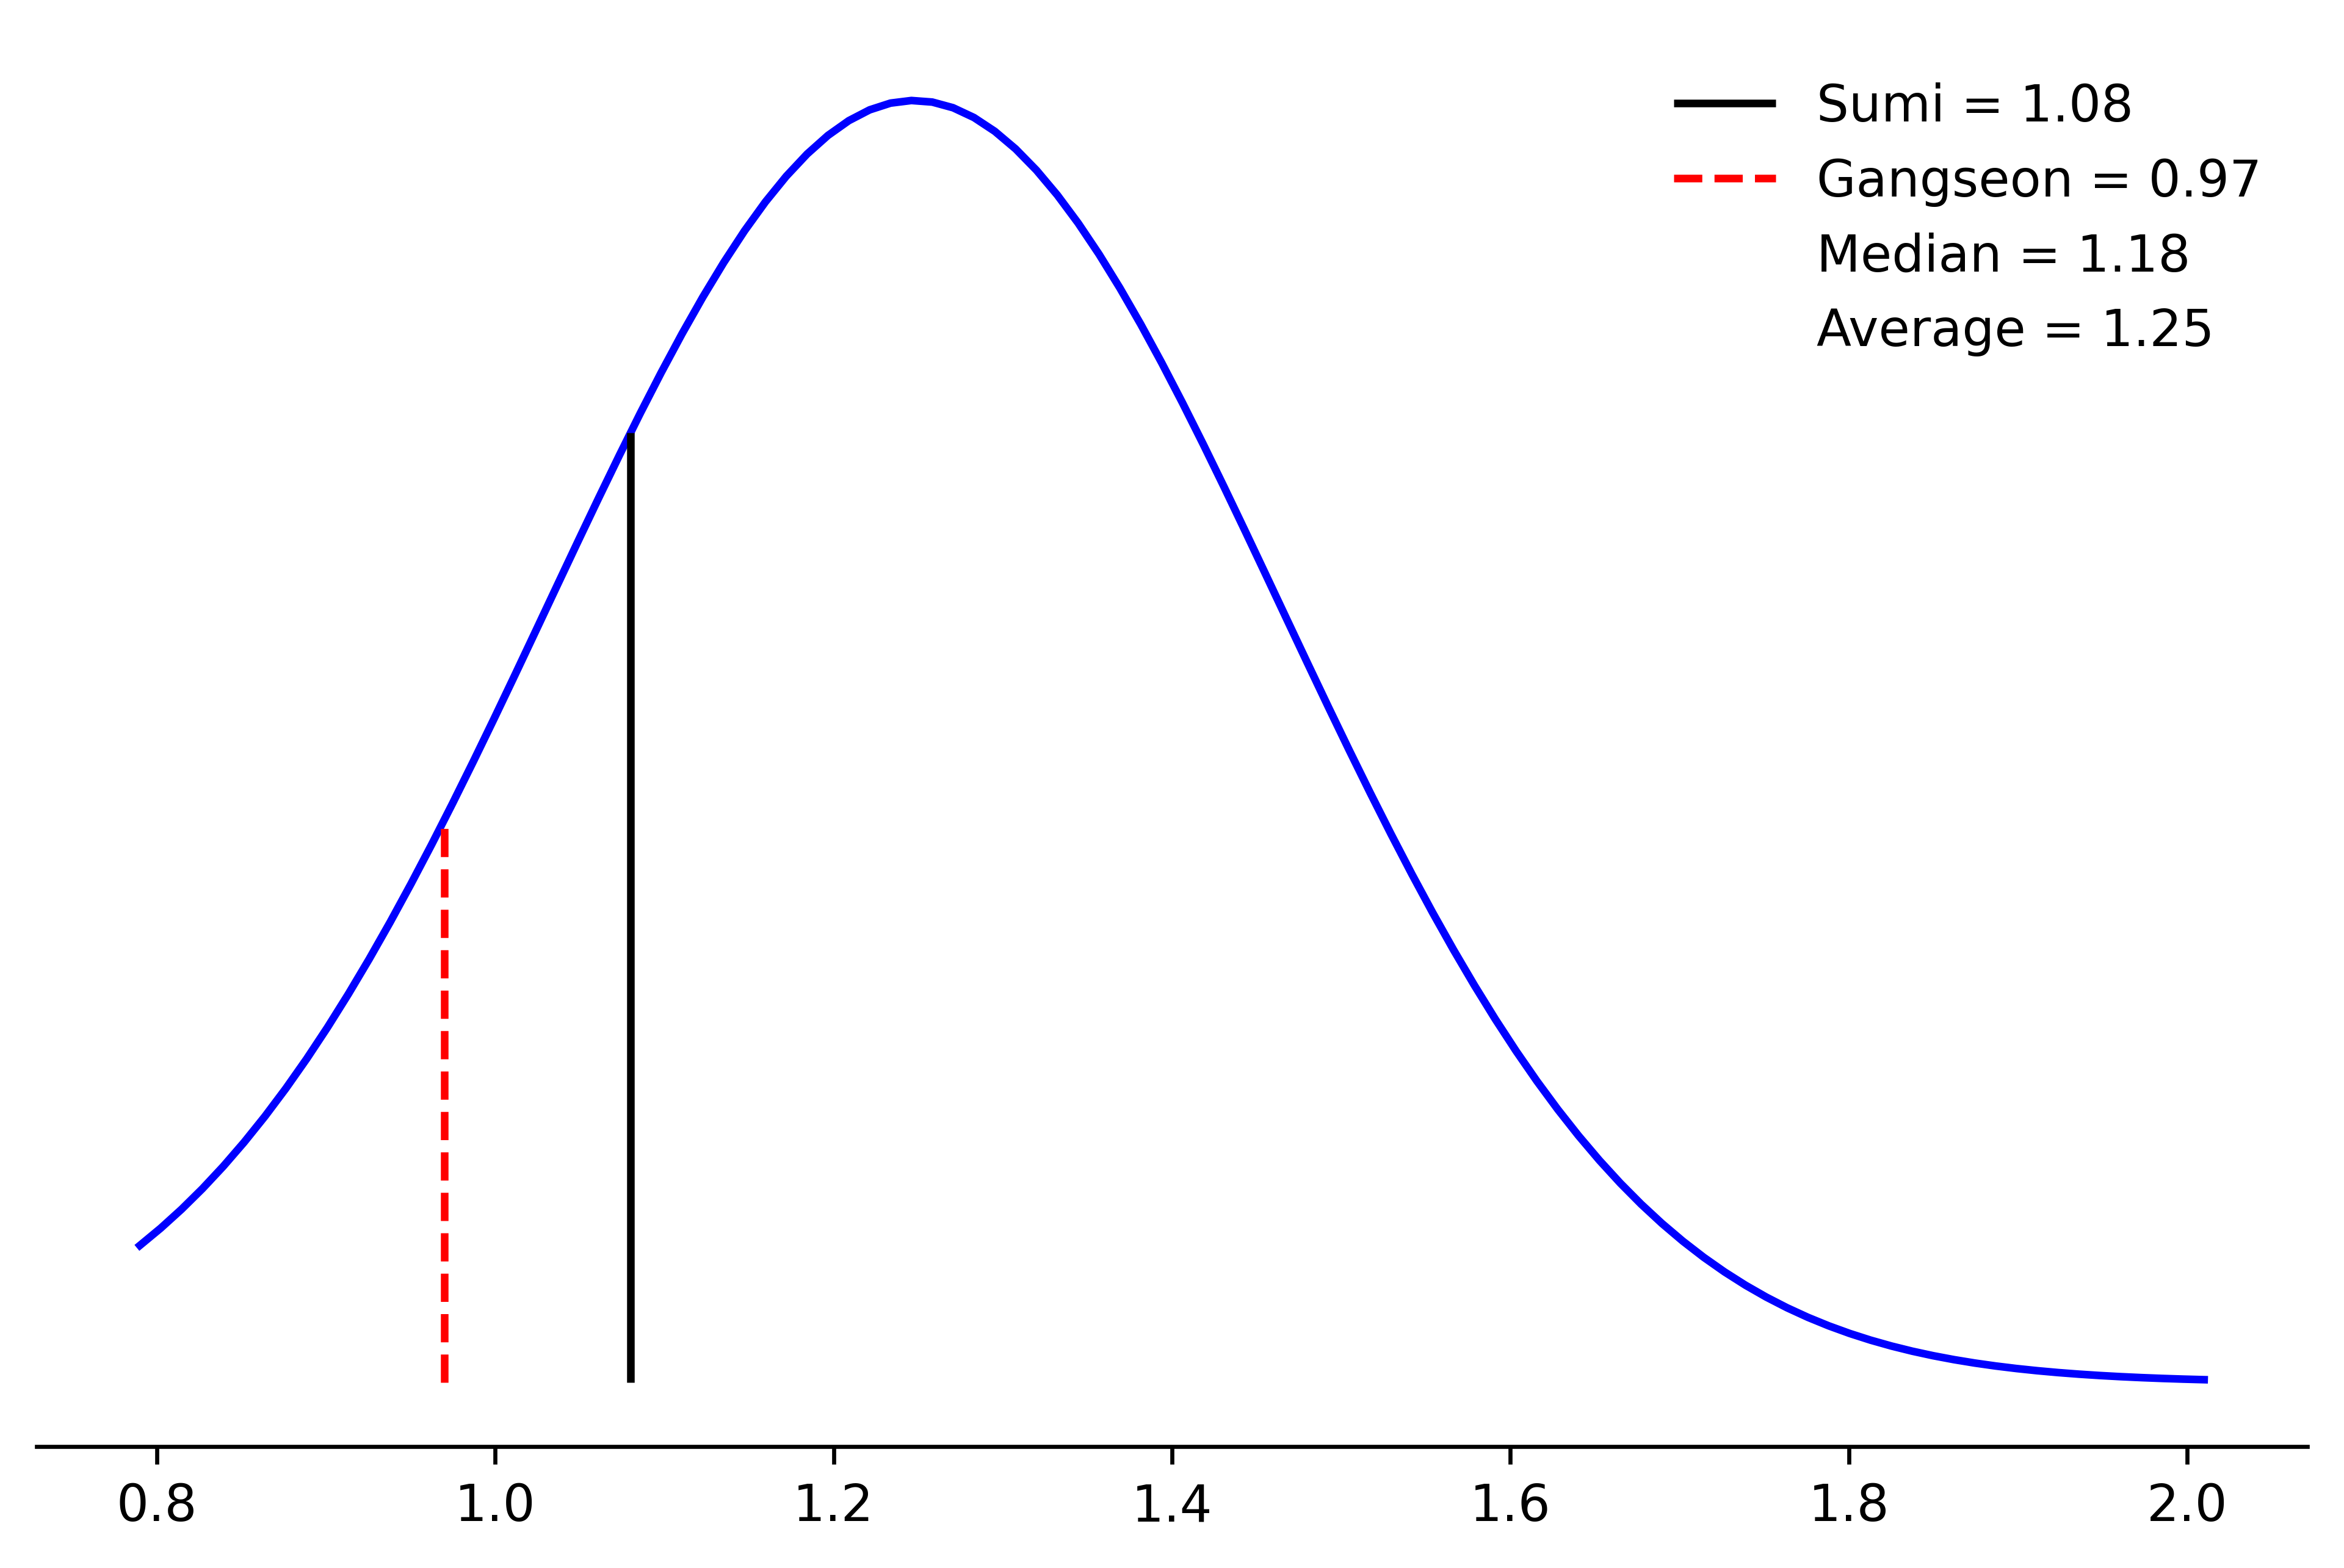 Sumi = 1.08
Gangseon = 0.97
Median = 1.18
Average = 1.25
0.8 1.0 1.2 1.4 1.6 1.8 2.0